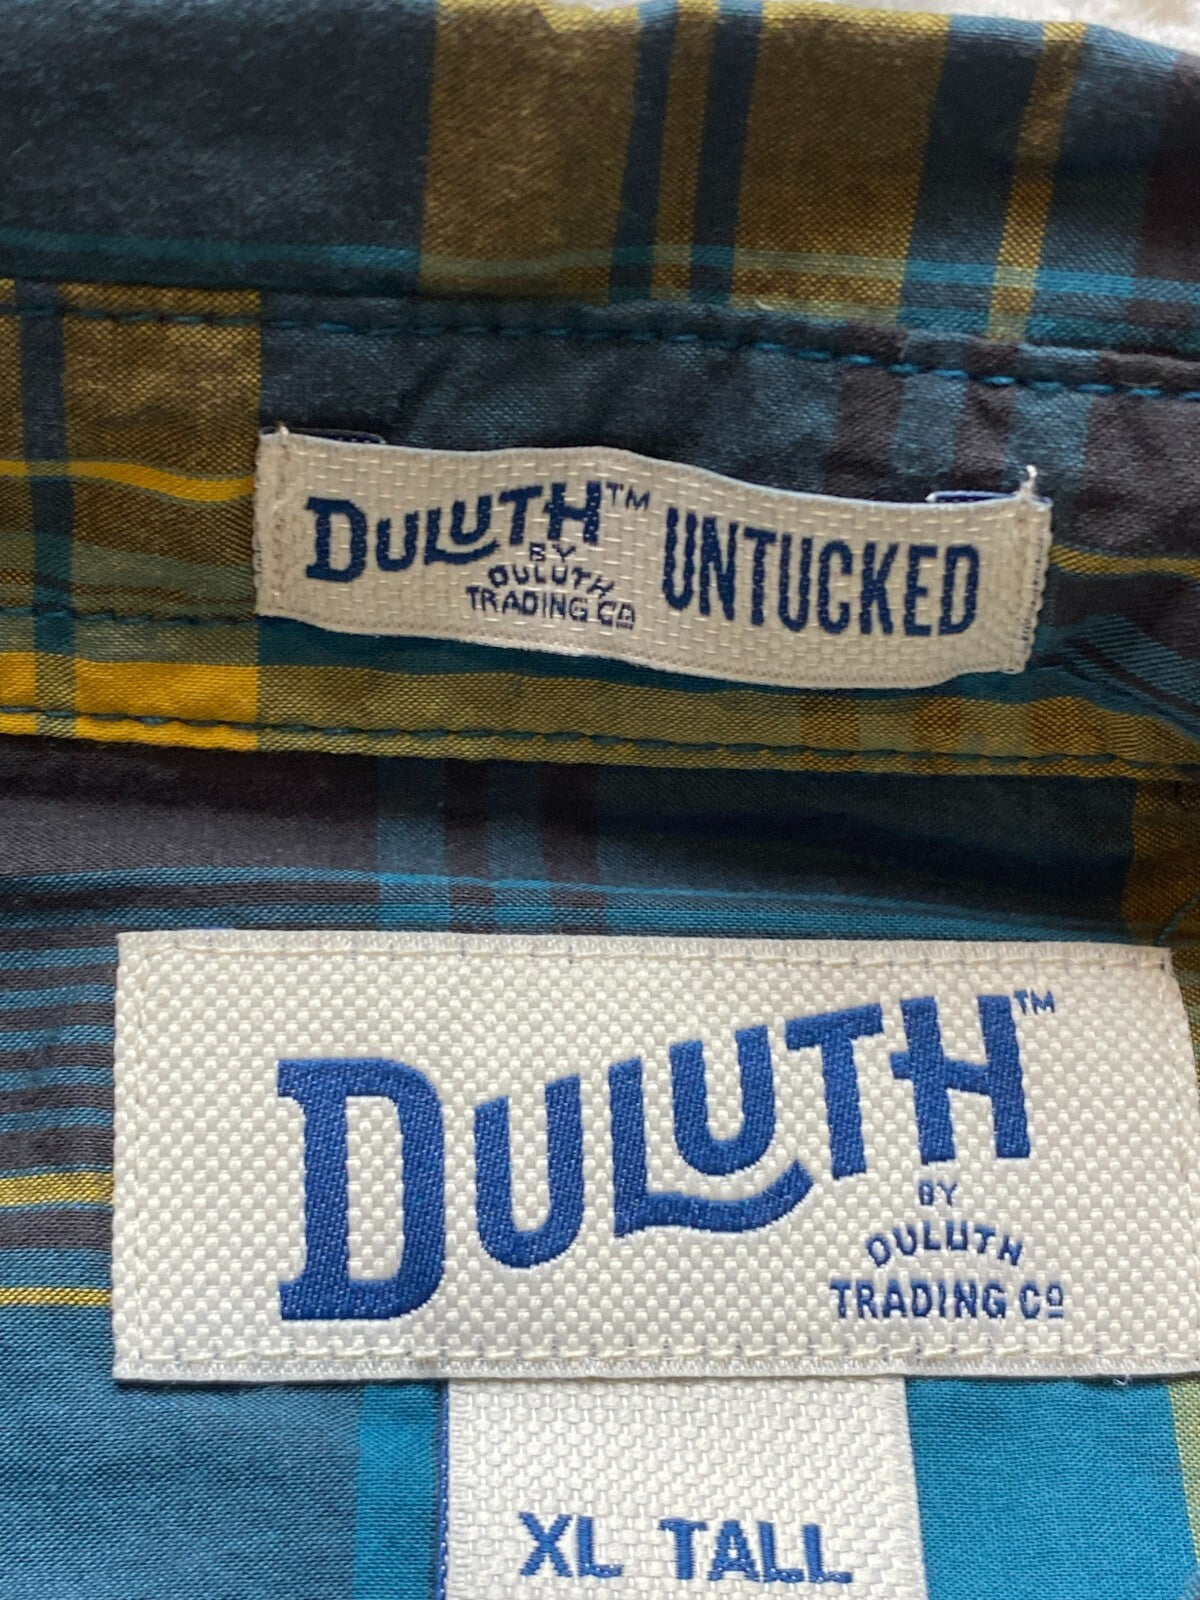 DULUTH™ UNTUCKED
BY
DULUTH
TRADING Cº
DULUTH™
BY
DULUTH
TRADING Cº
XL TALL